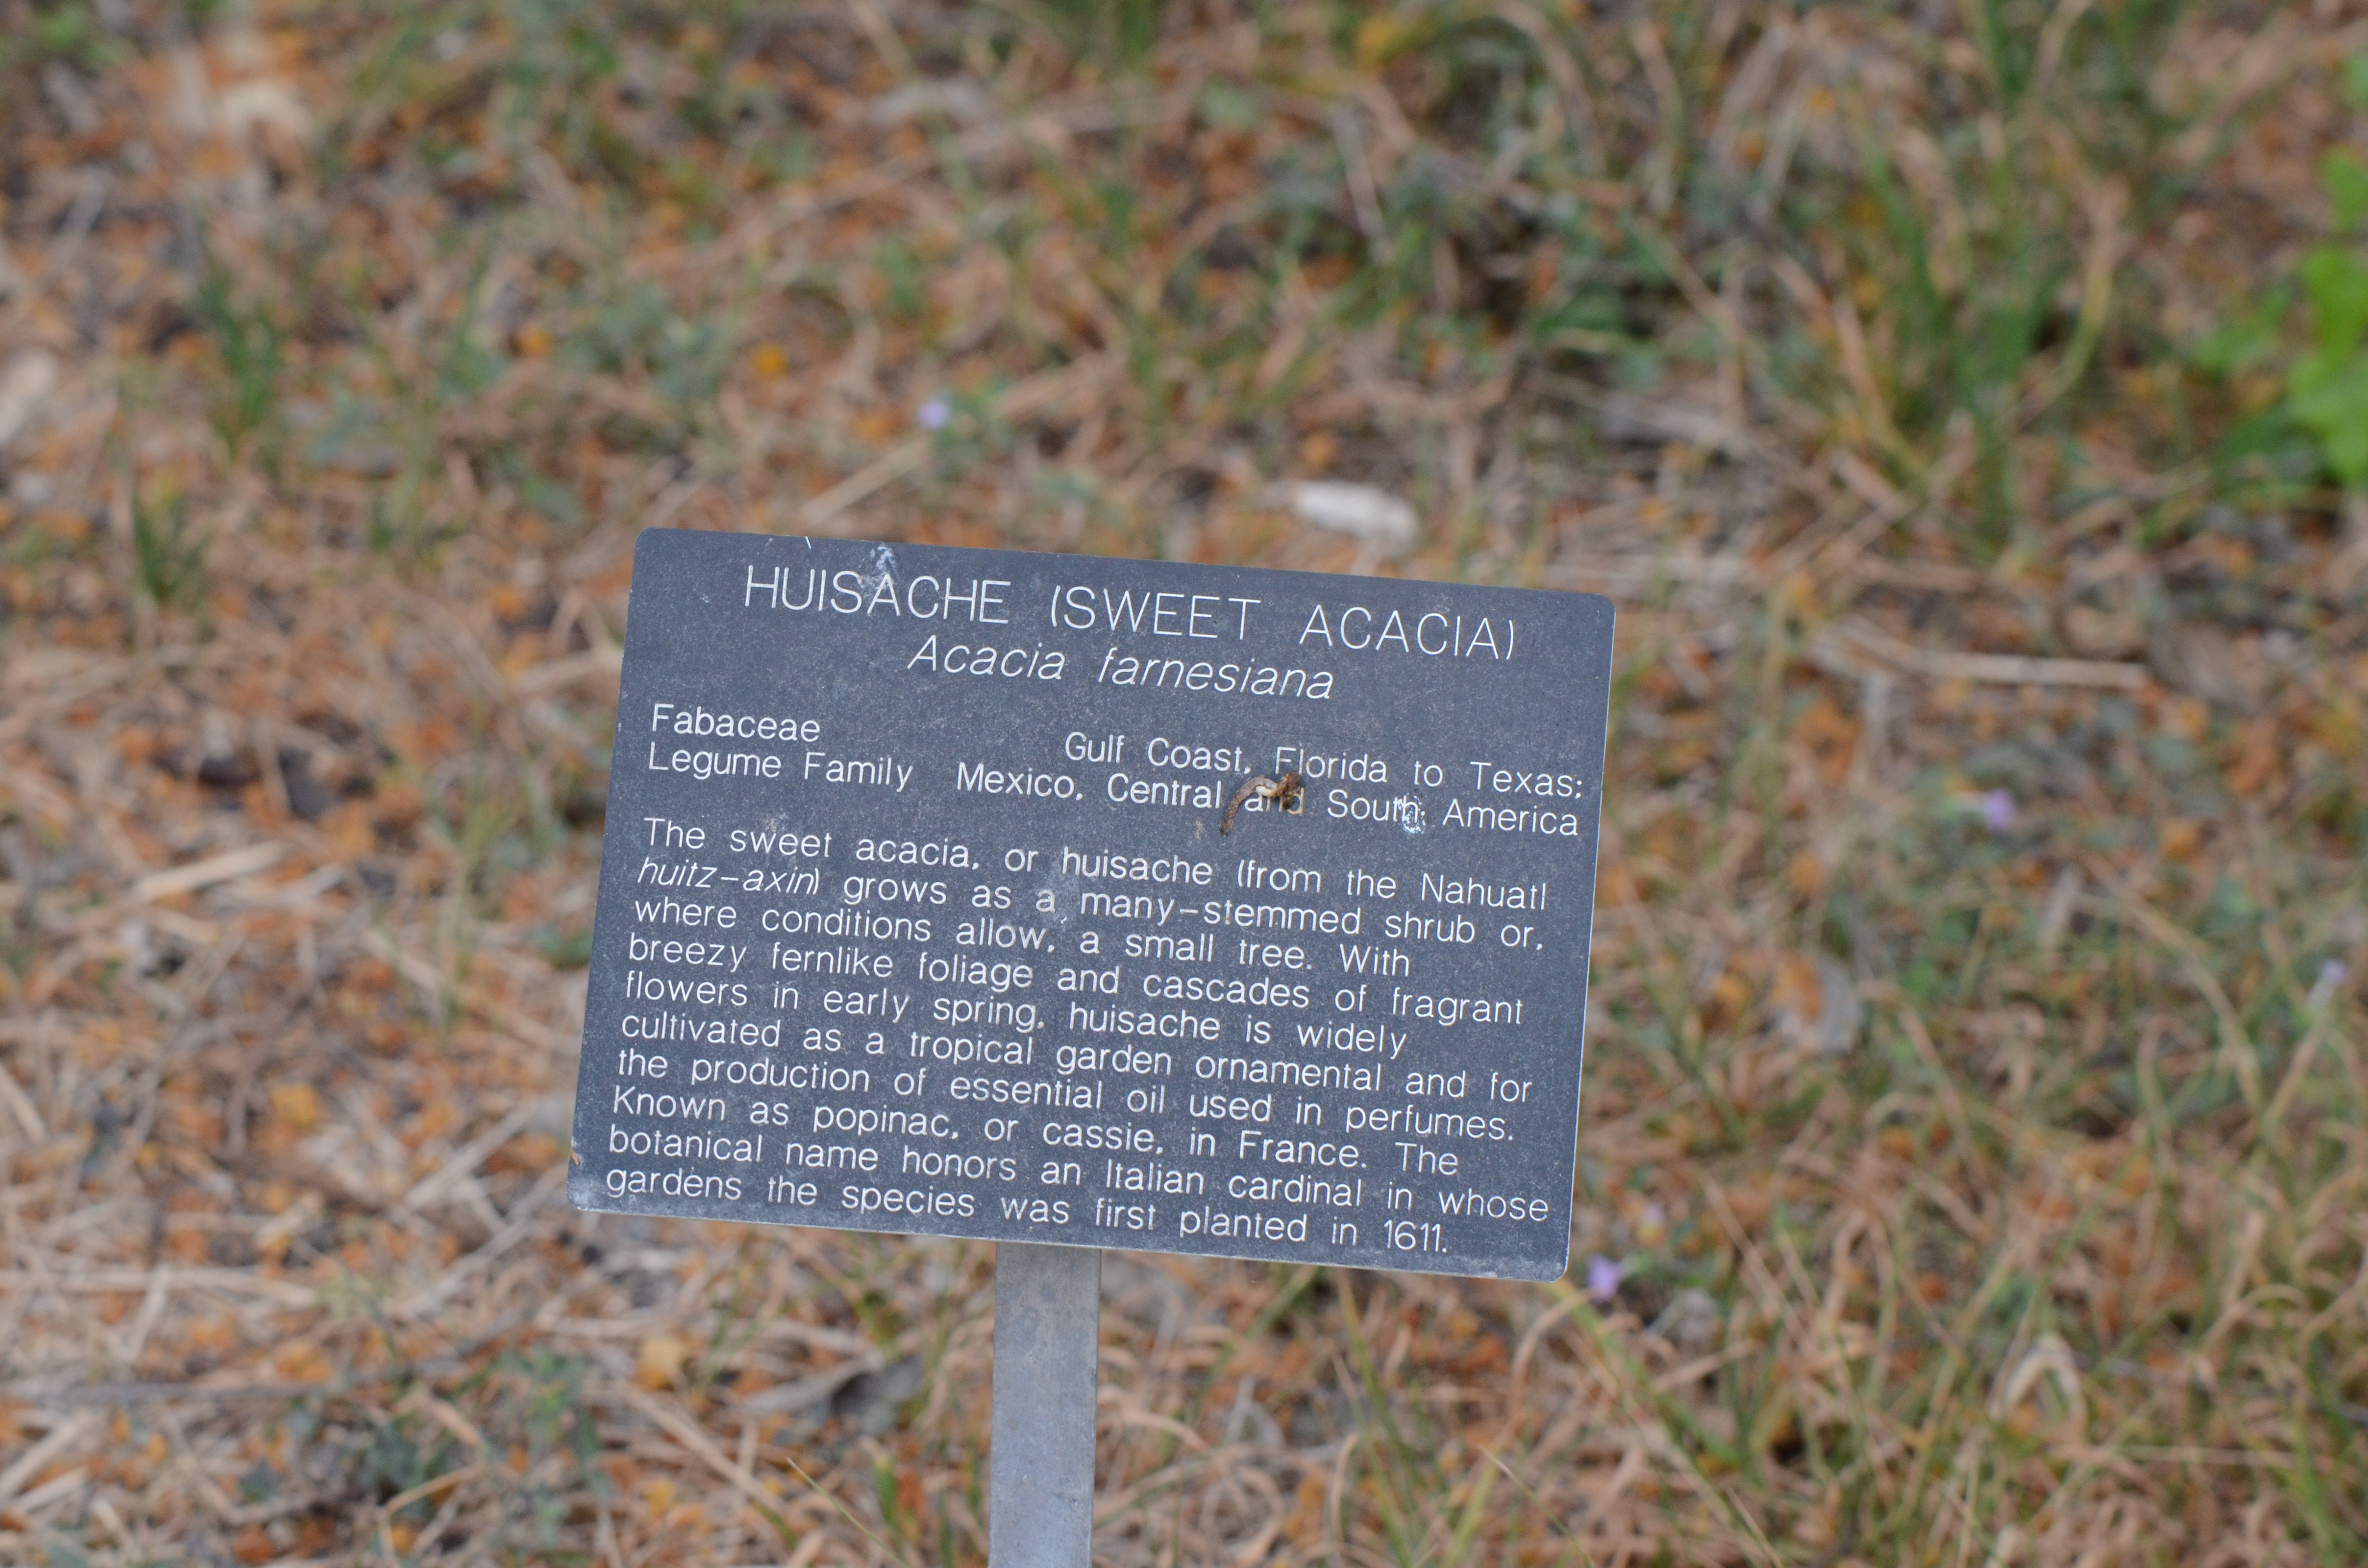 HUISACHE (SWEET ACACIA)
Acacia farnesiana
Fabaceae
Legume Family
Gulf Coast, Florida to Texas;
Mexico, Central and South America
The sweet acacia, or huisache (from the Nahuatl
huitz-axin) grows as a many-stemmed shrub or,
where conditions allow, a small tree. With
breezy fernlike foliage and cascades of fragrant
flowers in early spring, huisache is widely
cultivated as a tropical garden ornamental and for
the production of essential oil used in perfumes.
Known as popinac, or cassie, in France. The
botanical name honors an Italian cardinal in whose
gardens the species was first planted in 1611.